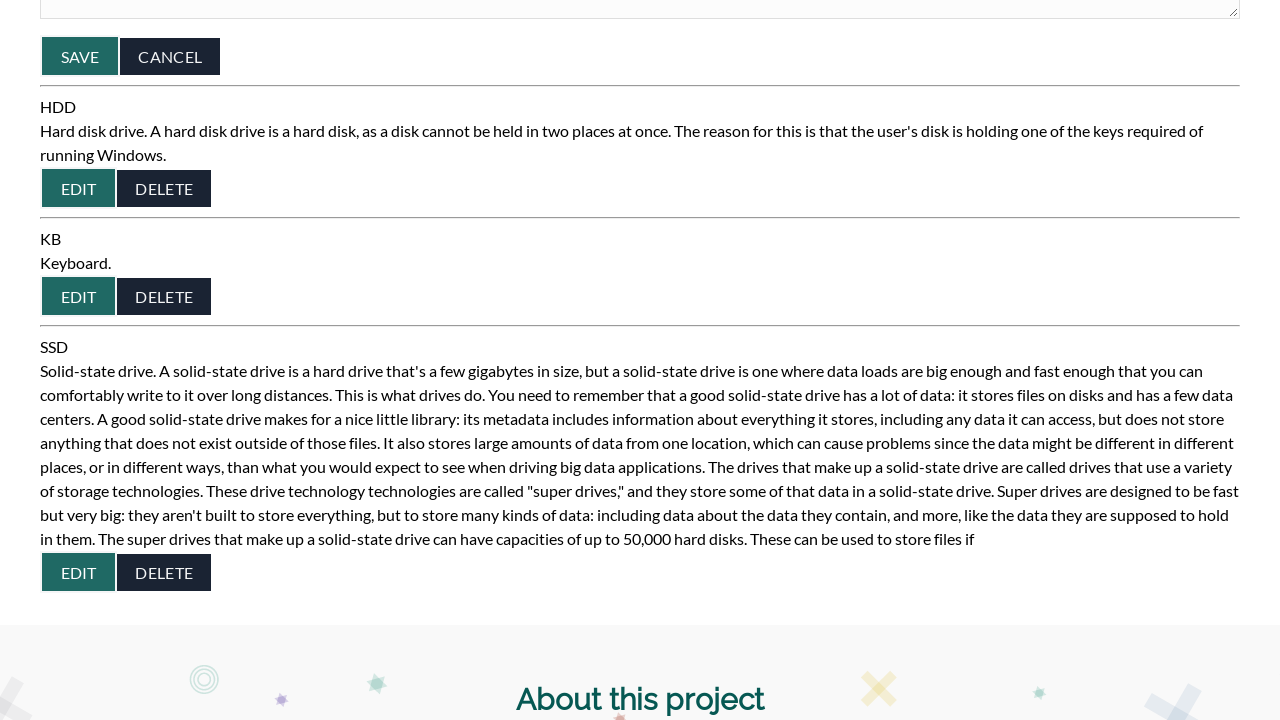 SAVE CANCEL
HDD
Hard disk drive. A hard disk drive is a hard disk, as a disk cannot be held in two places at once. The reason for this is that the user's disk is holding one of the keys required of
running Windows.
EDIT DELETE
KB
Keyboard.
EDIT DELETE
SSD
Solid-state drive. A solid-state drive is a hard drive that's a few gigabytes in size, but a solid-state drive is one where data loads are big enough and fast enough that you can
comfortably write to it over long distances. This is what drives do. You need to remember that a good solid-state drive has a lot of data: it stores files on disks and has a few data
centers. A good solid-state drive makes for a nice little library: its metadata includes information about everything it stores, including any data it can access, but does not store
anything that does not exist outside of those files. It also stores large amounts of data from one location, which can cause problems since the data might be different in different
places, or in different ways, than what you would expect to see when driving big data applications. The drives that make up a solid-state drive are called drives that use a variety
of storage technologies. These drive technology technologies are called "super drives," and they store some of that data in a solid-state drive. Super drives are designed to be fast
but very big: they aren't built to store everything, but to store many kinds of data: including data about the data they contain, and more, like the data they are supposed to hold
in them. The super drives that make up a solid-state drive can have capacities of up to 50,000 hard disks. These can be used to store files if
EDIT DELETE
About this project